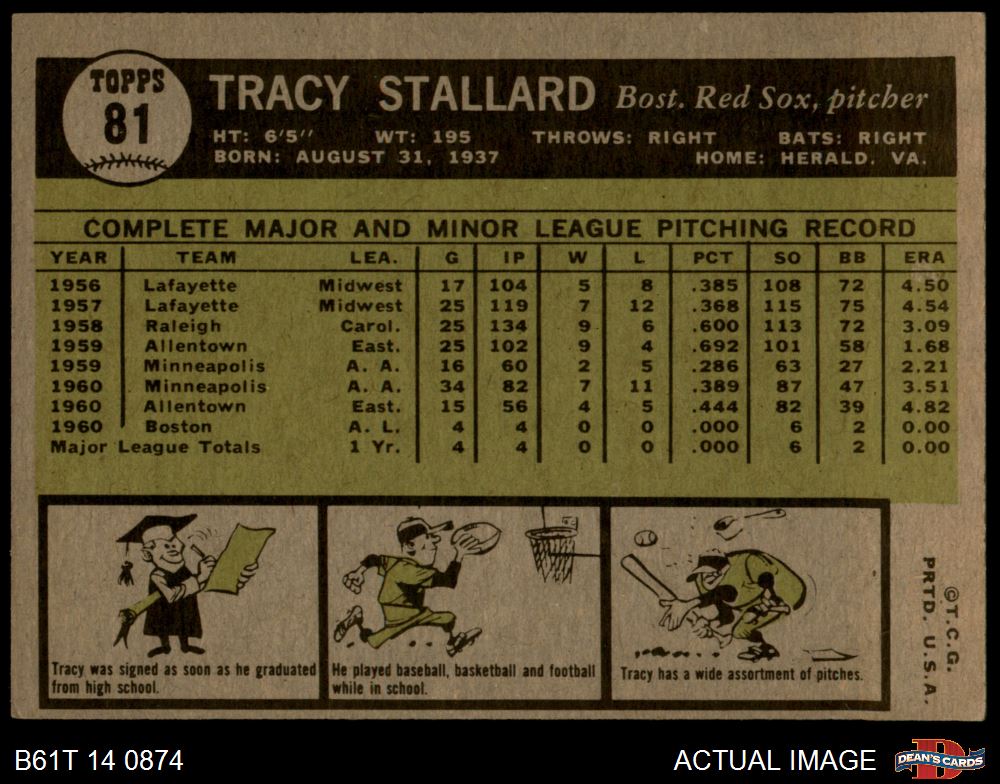 TOPPS
81
TRACY STALLARD Bost. Red Sox, pitcher
HT: 6'5" WT: 195 THROWS: RIGHT BATS: RIGHT
BORN: AUGUST 31, 1937 HOME: HERALD. VA.
COMPLETE MAJOR AND MINOR LEAGUE PITCHING RECORD
YEAR TEAM LEA. G IP W L PCT SO BB ERA
1956 Lafayette Midwest 17 104 5 8 .385 108 72 4.50
1957 Lafayette Midwest 25 119 7 12 .368 115 75 4.54
1958 Raleigh Carol. 25 134 9 6 .600 113 72 3.09
1959 Allentown East. 25 102 9 4 .692 101 58 1.68
1959 Minneapolis A. A. 16 60 2 5 .286 63 27 2.21
1960 Minneapolis A. A. 34 82 7 11 .389 87 47 3.51
1960 Allentown East. 15 56 4 5 .444 82 39 4.82
1960 Boston A. L. 4 4 0 0 .000 6 2 0.00
Major League Totals 1 Yr. 4 4 0 0 .000 6 2 0.00
Tracy was signed as soon as he graduated
from high school.
He played baseball, basketball and football
while in school.
Tracy has a wide assortment of pitches.
©T.C.G.
PRTD. U.S.A.
B61T 14 0874 ACTUAL IMAGE DEAN'S CARDS